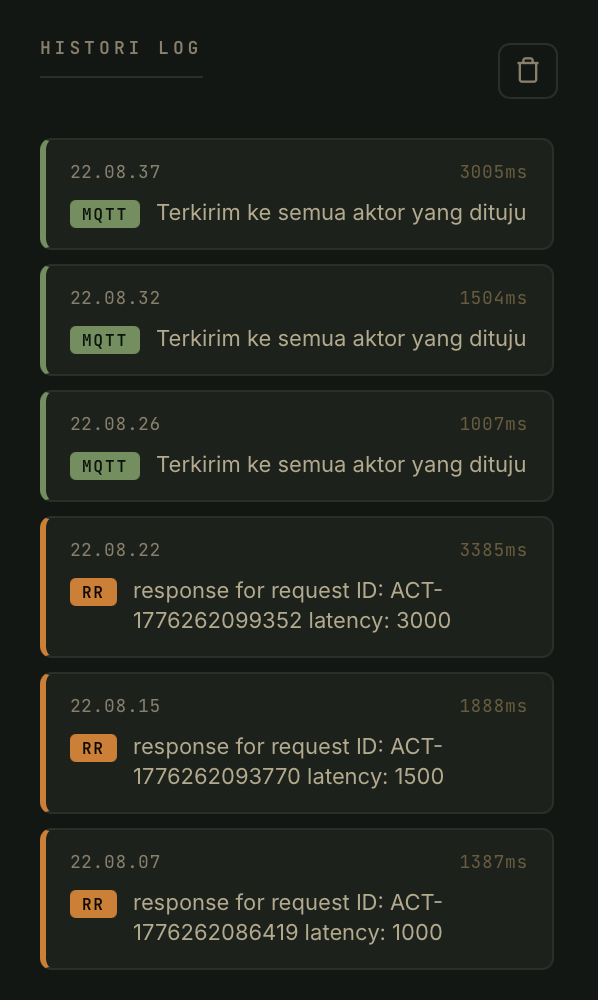 HISTORI LOG
22.08.37 3005ms
MQTT Terkirim ke semua aktor yang dituju
22.08.32 1504ms
MQTT Terkirim ke semua aktor yang dituju
22.08.26 1007ms
MQTT Terkirim ke semua aktor yang dituju
22.08.22 3385ms
RR response for request ID: ACT-
1776262099352 latency: 3000
22.08.15 1888ms
RR response for request ID: ACT-
1776262093770 latency: 1500
22.08.07 1387ms
RR response for request ID: ACT-
1776262086419 latency: 1000